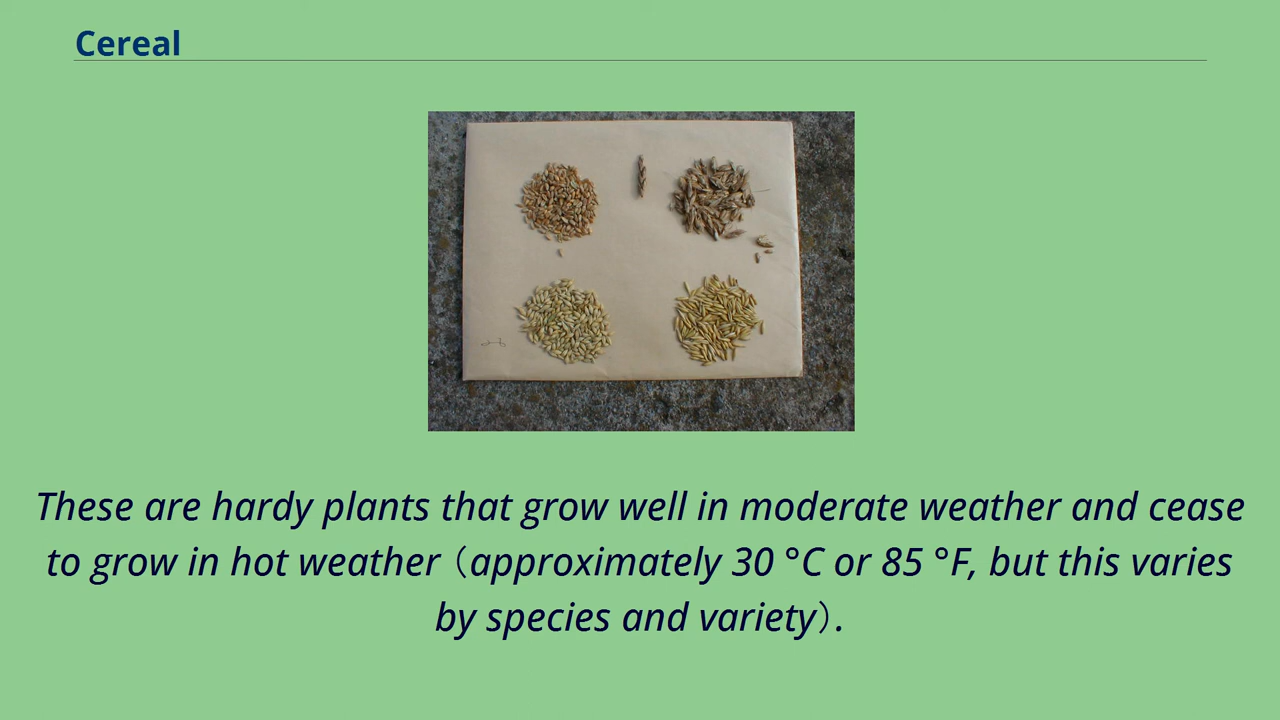 Cereal
These are hardy plants that grow well in moderate weather and cease
to grow in hot weather（approximately 30 °C or 85 °F, but this varies
by species and variety）.